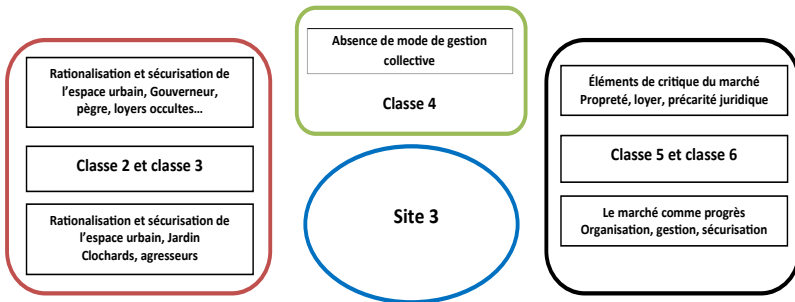 Rationalisation et sécurisation de
l’espace urbain, Gouverneur,
pègre, loyers occultes…
Classe 2 et classe 3
Rationalisation et sécurisation de
l’espace urbain, Jardin
Clochards, agresseurs
Absence de mode de gestion
collective
Classe 4
Site 3
Éléments de critique du marché
Propreté, loyer, précarité juridique
Classe 5 et classe 6
Le marché comme progrès
Organisation, gestion, sécurisation